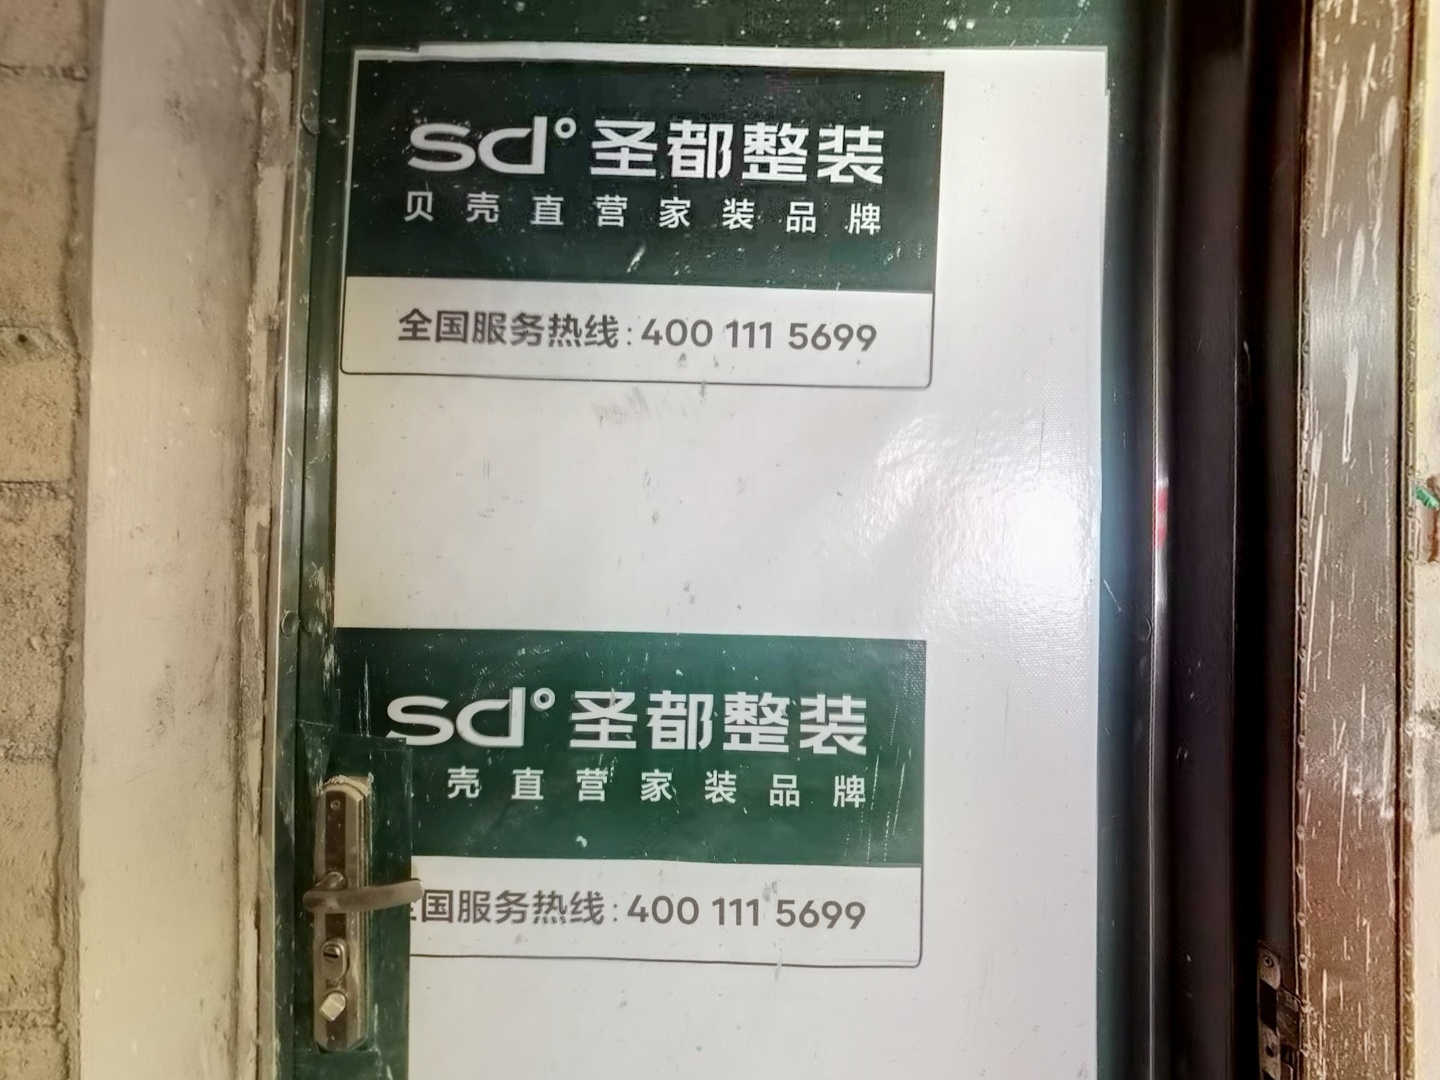 sd°圣都整装
贝壳直营家装品牌
全国服务热线:400 111 5699
sd°圣都整装
壳直营家装品牌
国服务热线:400 111 5699